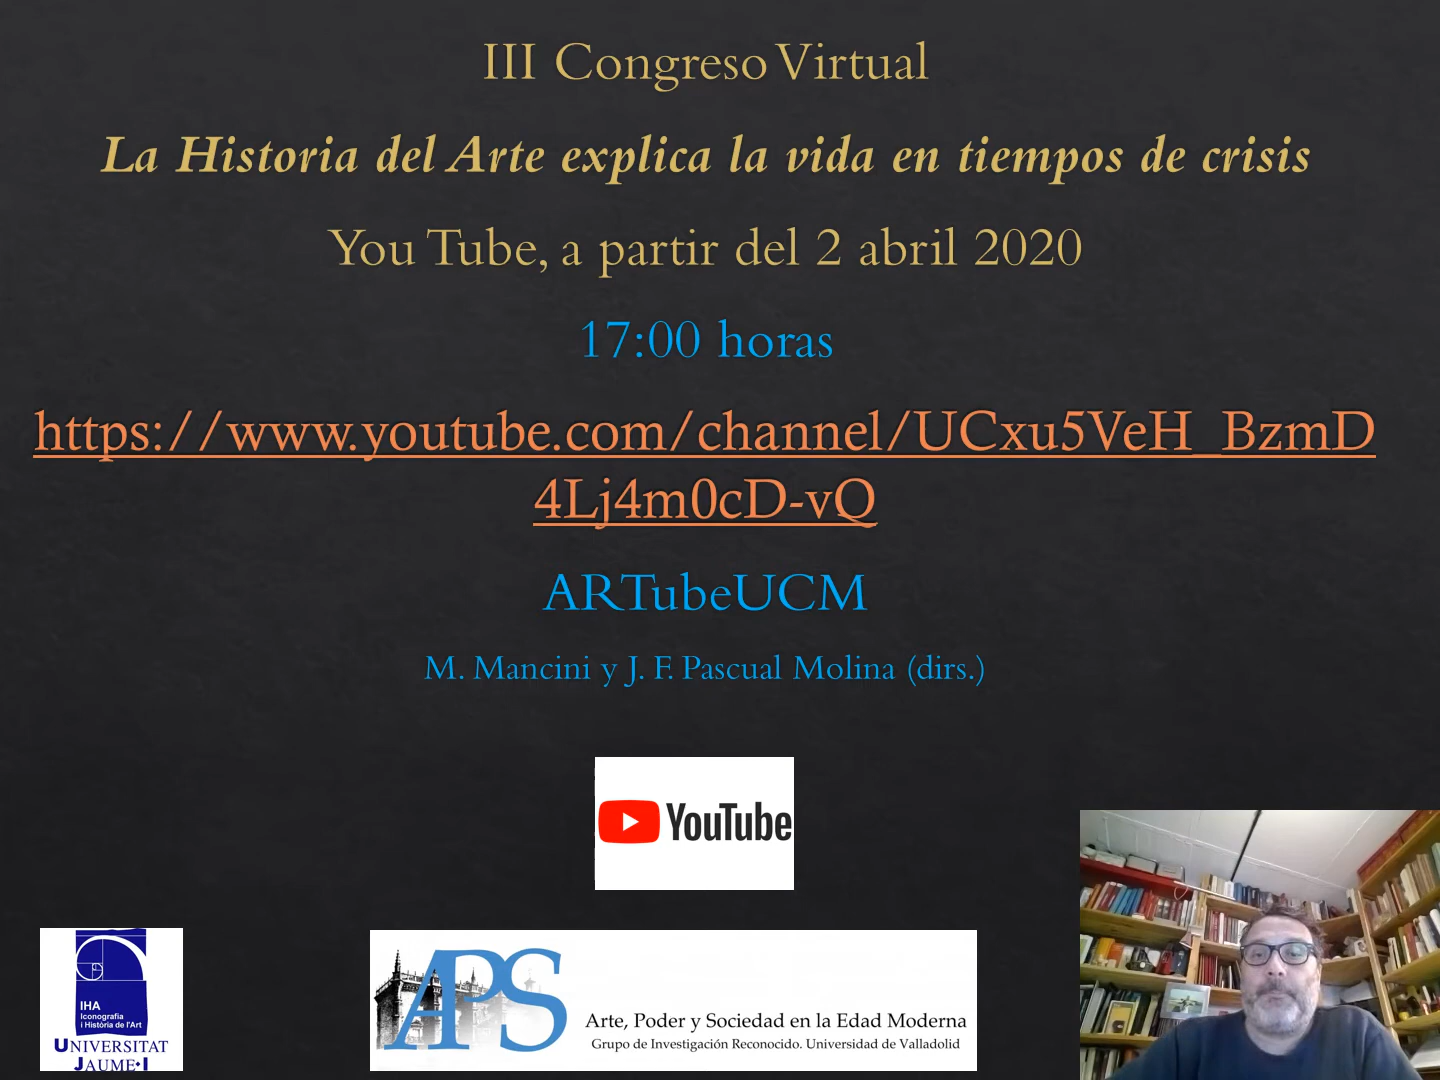 III Congreso Virtual
La Historia del Arte explica la vida en tiempos de crisis
You Tube, a partir del 2 abril 2020
17:00 horas
https://www.youtube.com/channel/UCxu5VeH_BzmD
4Lj4m0cD-vQ
ARTubeUCM
M. Mancini y J. F. Pascual Molina (dirs.)
YouTube
IHA
Iconografia
i Història de l'Art
UNIVERSITAT
JAUME•I
APS
Arte, Poder y Sociedad en la Edad Moderna
Grupo de Investigación Reconocido. Universidad de Valladolid